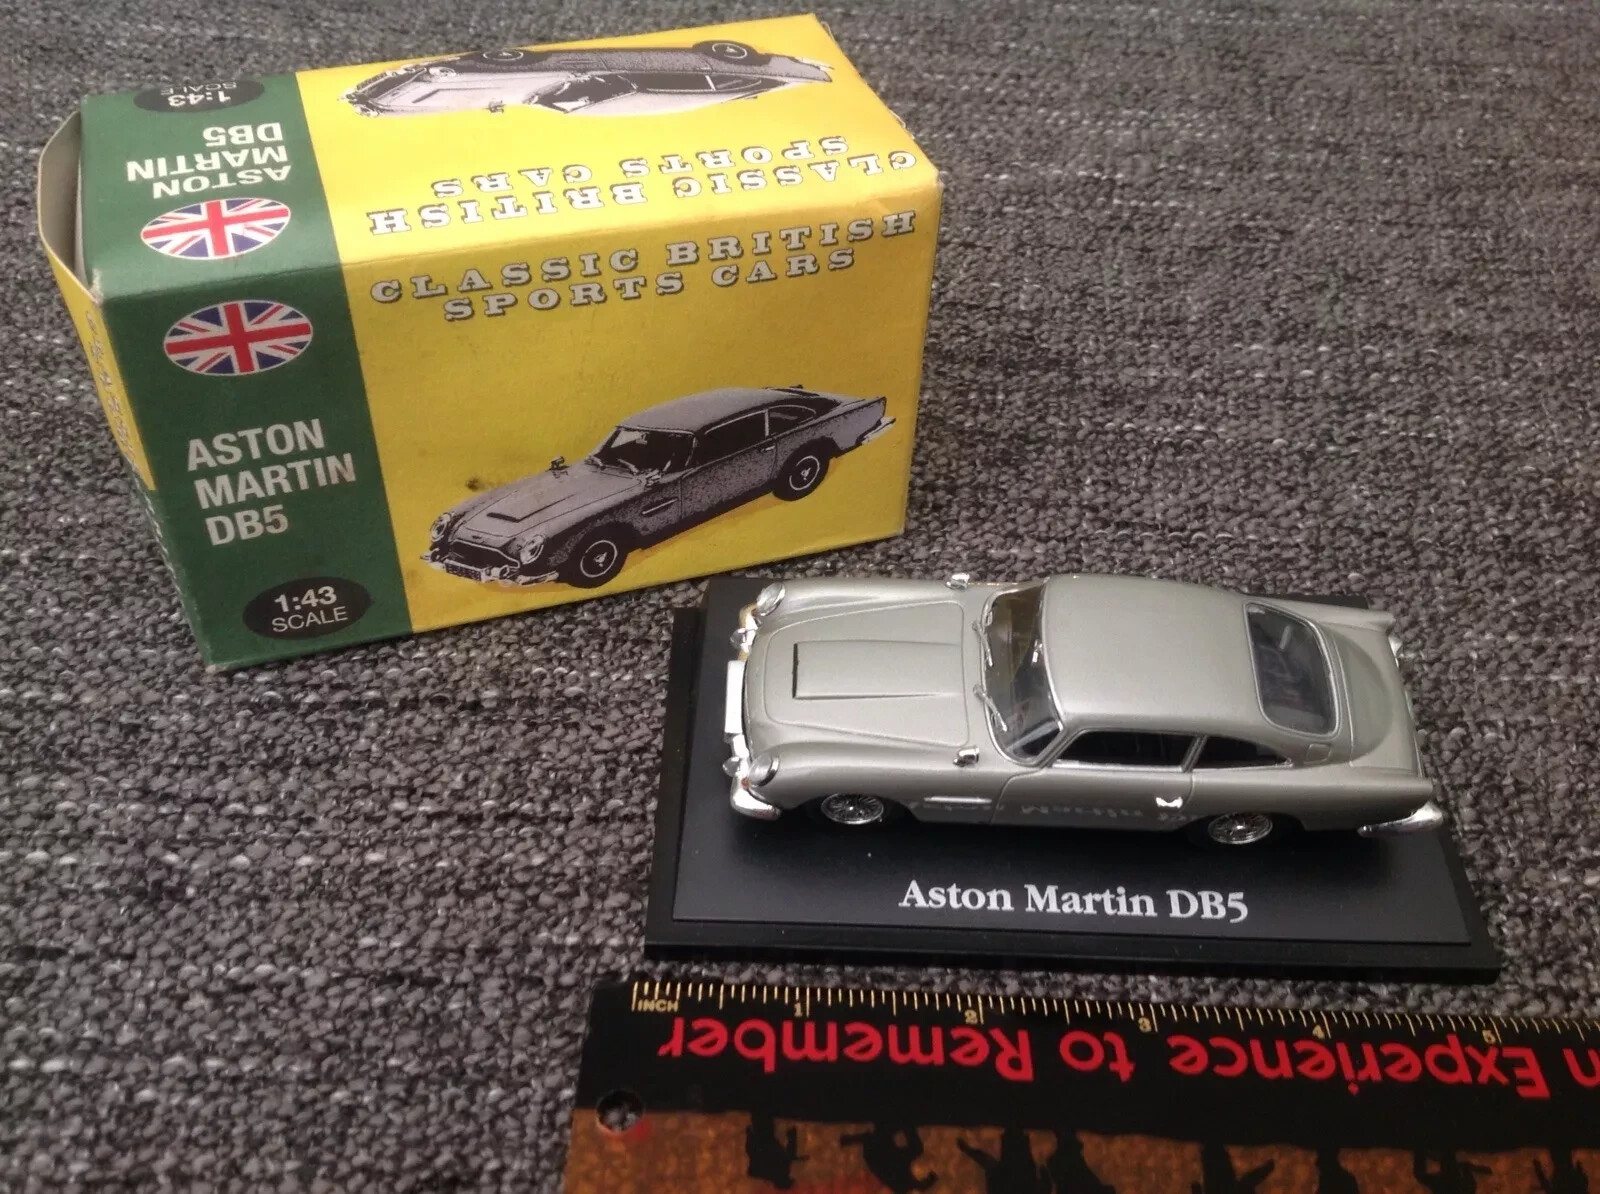 1:43
SCALE
ASTON
MARTIN
DB5
CLASSIC BRITISH
SPORTS CARS
CLASSIC BRITISH
SPORTS CARS
ASTON
MARTIN
DB5
1:43
SCALE
Aston Martin DB5
INCH 1 2 3 4 5
n Experience to Remember